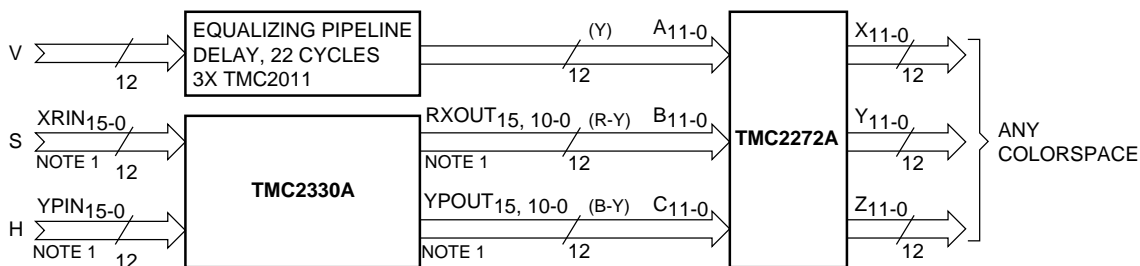 V
12
EQUALIZING PIPELINE
DELAY, 22 CYCLES
3X TMC2011
(Y)
12
A11-0
X11-0
12
S
XRIN15-0
NOTE 1
12
TMC2330A
RXOUT15, 10-0
(R-Y)
NOTE 1
12
B11-0
TMC2272A
Y11-0
12
ANY
COLORSPACE
H
YPIN15-0
NOTE 1
12
YPOUT15, 10-0
(B-Y)
NOTE 1
12
C11-0
Z11-0
12